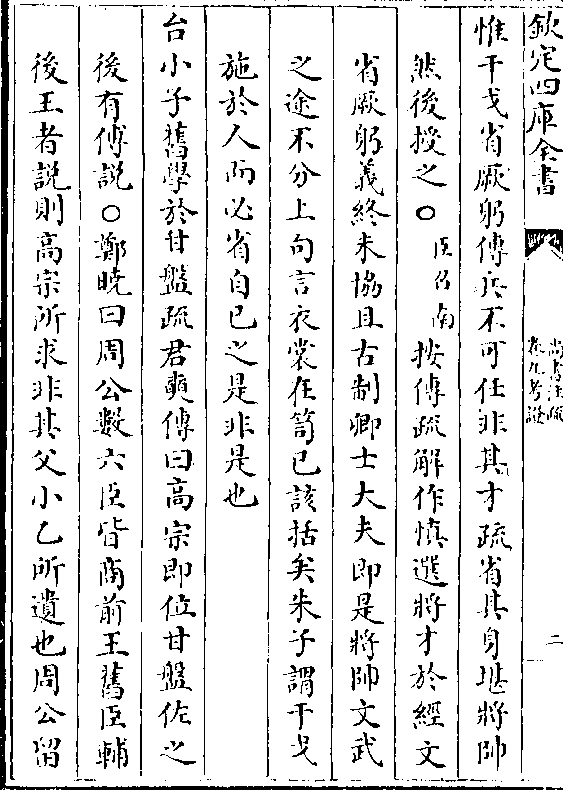 欽定四庫全書
尚書注疏
卷九考證
二
惟干戈省厥躬傳兵不可任非其才疏省其身堪將帥
然後授之○臣召南按傳疏解作慎選將才於經文
省厥躬義終未協且古制卿士大夫即是將帥文武
之途不分上句言衣裳在笥已該括矣朱子謂干戈
施於人而必省自己之是非是也
台小子舊學於甘盤疏君奭傳曰高宗即位甘盤佐之
後有傅説○鄭曉曰周公數六臣皆商前王舊臣輔
後王者説則高宗所求非其父小乙所遺也周公留